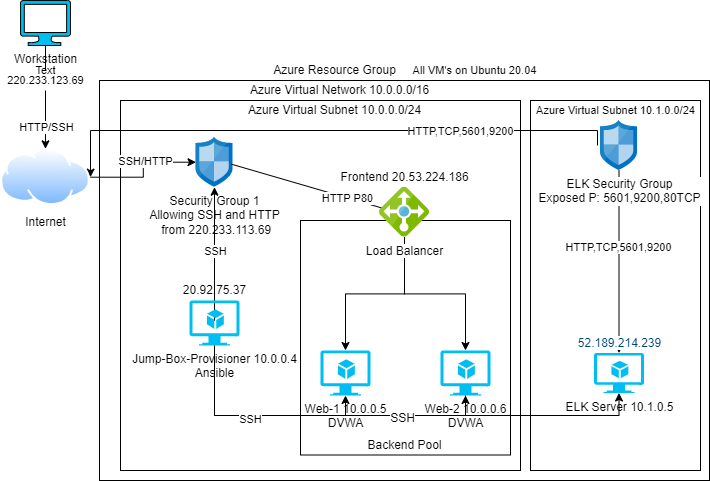 Workstation
Text
220.233.123.69
HTTP/SSH
Internet
Azure Resource Group
All VM's on Ubuntu 20.04
Azure Virtual Network 10.0.0.0/16
Azure Virtual Subnet 10.0.0.0/24
Azure Virtual Subnet 10.1.0.0/24
HTTP,TCP,5601,9200
SSH/HTTP
Security Group 1
Allowing SSH and HTTP
from 220.233.113.69
HTTP P80
Frontend 20.53.224.186
Load Balancer
ELK Security Group
Exposed P: 5601,9200,80TCP
HTTP,TCP,5601,9200
SSH
20.92.75.37
Jump-Box-Provisioner 10.0.0.4
Ansible
52.189.214.239
ELK Server 10.1.0.5
Web-1 10.0.0.5
DVWA
Web-2 10.0.0.6
DVWA
SSH
SSH
Backend Pool